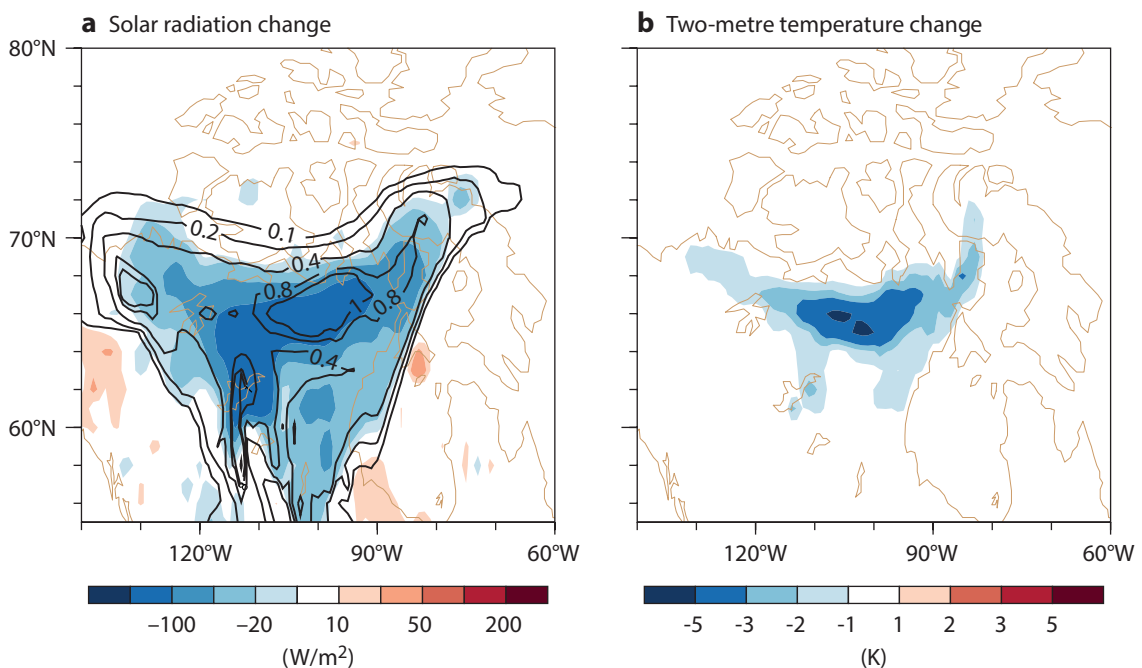 a Solar radiation change
b Two-metre temperature change
80°N
70°N
60°N
0.2
0.1
0.4
0.8
1
0.8
0.4
120°W
90°W
60°W
120°W
90°W
60°W
–100
–20
10
50
200
(W/m²)
-5
-3
-2
-1
1
2
3
5
(K)